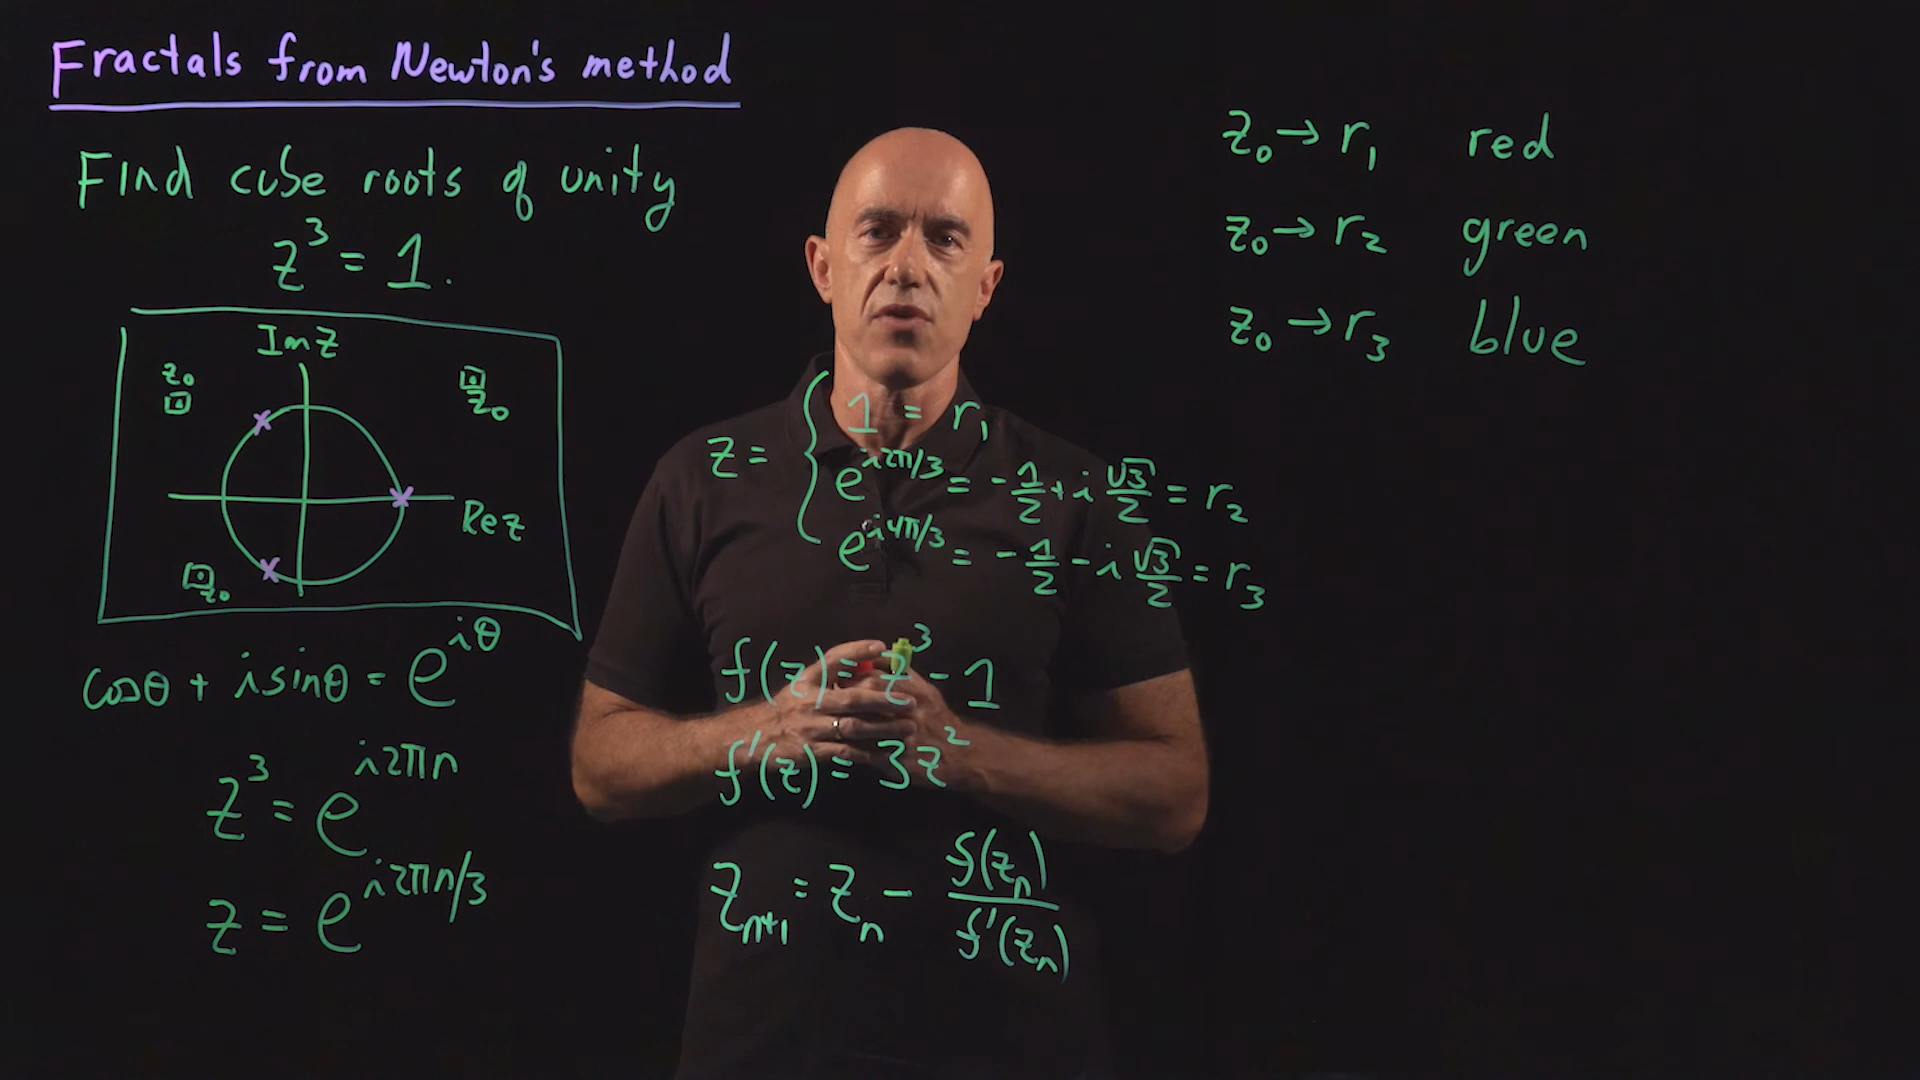 Fractals from Newton's method
Find cube roots of unity
z³ = 1.
Im z
z₀
z₀
Re z
z₀
cosθ + i sinθ = e^{iθ}
z³ = e^{i2πn}
z = e^{i2πn/3}
z = { 1 = r₁
e^{i2π/3} = -1/2 + i √3/2 = r₂
e^{i4π/3} = -1/2 - i √3/2 = r₃
f(z) = z³ - 1
f'(z) = 3z²
z_{n+1} = z_n - f(z_n)/f'(z_n)
z₀ → r₁ red
z₀ → r₂ green
z₀ → r₃ blue